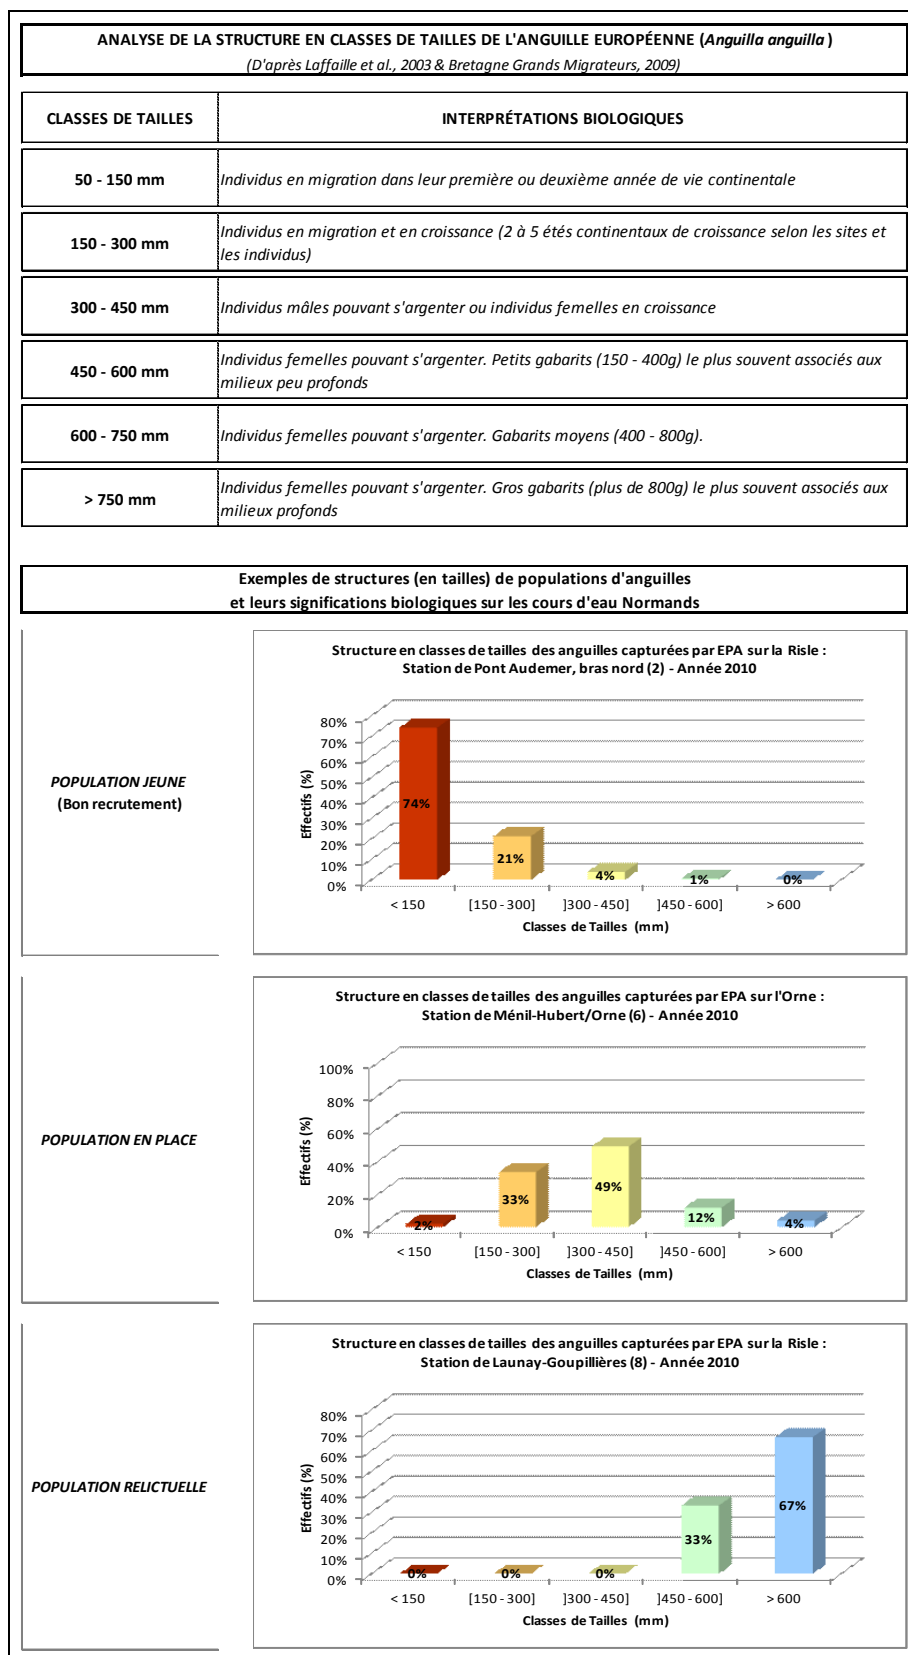 ANALYSE DE LA STRUCTURE EN CLASSES DE TAILLES DE L'ANGUILLE EUROPÉENNE (Anguilla anguilla )
(D'après Laffaille et al., 2003 & Bretagne Grands Migrateurs, 2009)
CLASSES DE TAILLES
INTERPRÉTATIONS BIOLOGIQUES
50 - 150 mm
Individus en migration dans leur première ou deuxième année de vie continentale
150 - 300 mm
Individus en migration et en croissance (2 à 5 étés continentaux de croissance selon les sites et
les individus)
300 - 450 mm
Individus mâles pouvant s'argenter ou individus femelles en croissance
450 - 600 mm
Individus femelles pouvant s'argenter. Petits gabarits (150 - 400g) le plus souvent associés aux
milieux peu profonds
600 - 750 mm
Individus femelles pouvant s'argenter. Gabarits moyens (400 - 800g).
> 750 mm
Individus femelles pouvant s'argenter. Gros gabarits (plus de 800g) le plus souvent associés aux
milieux profonds
Exemples de structures (en tailles) de populations d'anguilles
et leurs significations biologiques sur les cours d'eau Normands
POPULATION JEUNE
(Bon recrutement)
Structure en classes de tailles des anguilles capturées par EPA sur la Risle :
Station de Pont Audemer, bras nord (2) - Année 2010
Effectifs (%)
80%
70%
60%
50%
40%
30%
20%
10%
0%
74%
21%
4%
1%
0%
< 150
[150 - 300]
]300 - 450]
]450 - 600]
> 600
Classes de Tailles (mm)
POPULATION EN PLACE
Structure en classes de tailles des anguilles capturées par EPA sur l'Orne :
Station de Ménil-Hubert/Orne (6) - Année 2010
Effectifs (%)
100%
80%
60%
40%
20%
0%
2%
33%
49%
12%
4%
< 150
[150 - 300]
]300 - 450]
]450 - 600]
> 600
Classes de Tailles (mm)
POPULATION RELICTUELLE
Structure en classes de tailles des anguilles capturées par EPA sur la Risle :
Station de Launay-Goupillières (8) - Année 2010
Effectifs (%)
80%
70%
60%
50%
40%
30%
20%
10%
0%
0%
0%
0%
33%
67%
< 150
[150 - 300]
]300 - 450]
]450 - 600]
> 600
Classes de Tailles (mm)